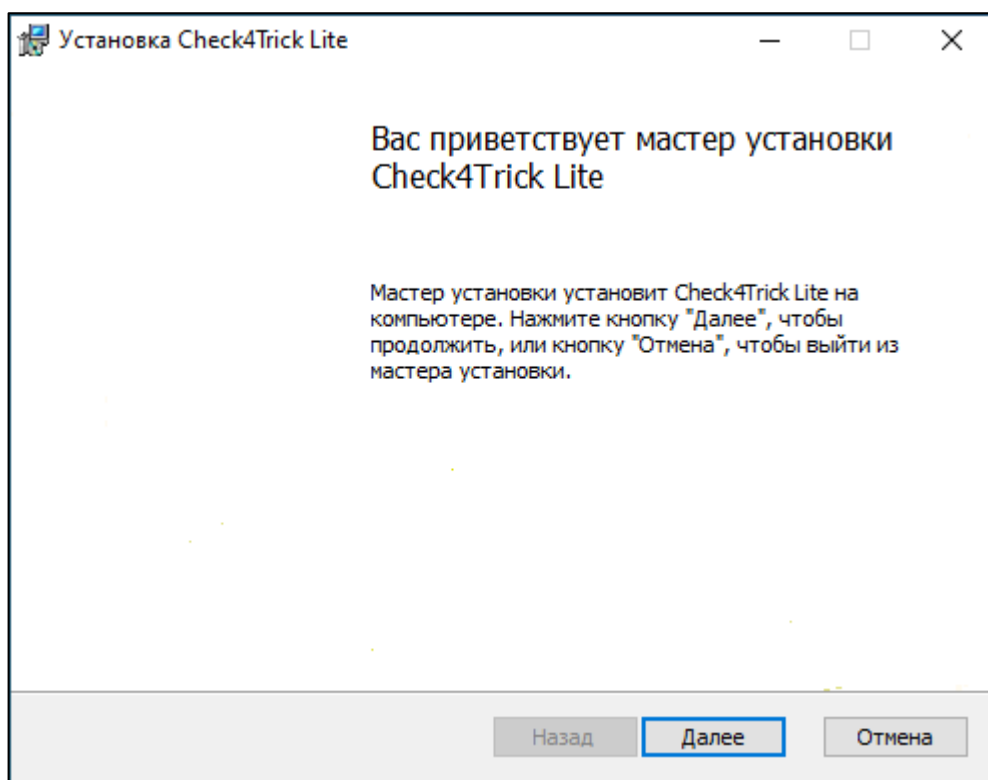 Установка Check4Trick Lite
Вас приветствует мастер установки
Check4Trick Lite
Мастер установки установит Check4Trick Lite на
компьютере. Нажмите кнопку "Далее", чтобы
продолжить, или кнопку "Отмена", чтобы выйти из
мастера установки.
Назад
Далее
Отмена